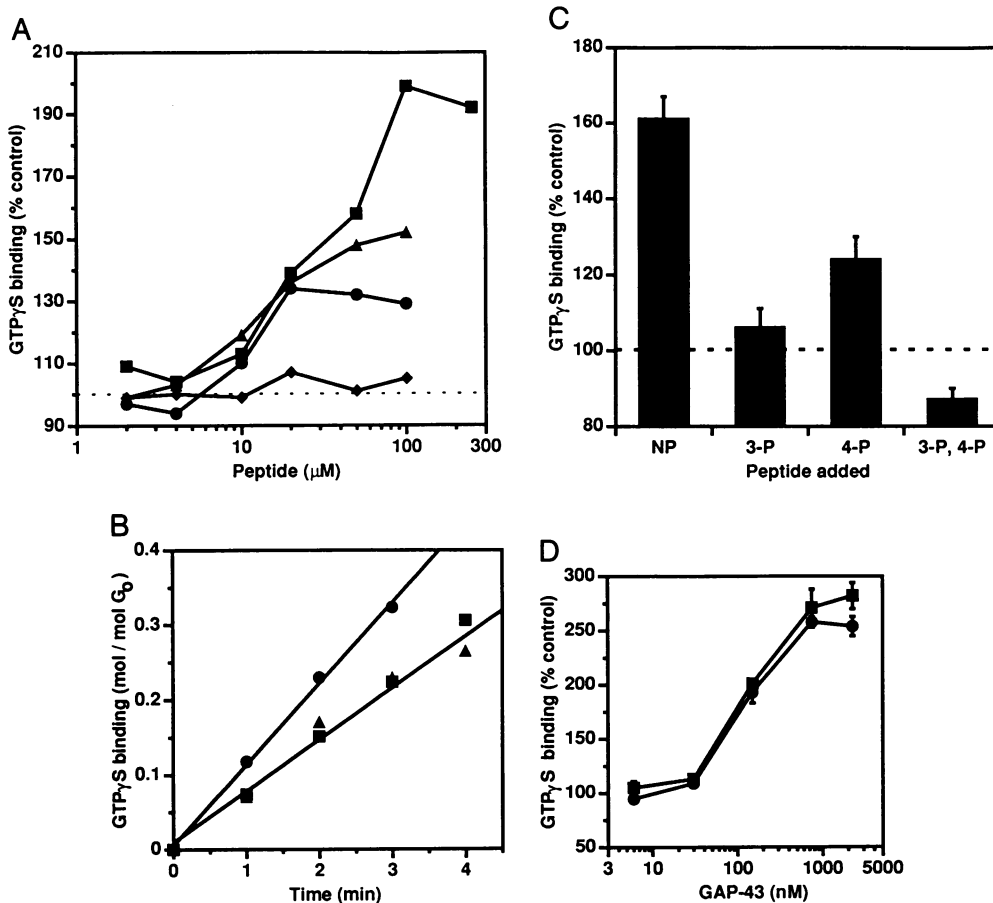 A
210
190
170
150
130
110
90
GTPγS binding (% control)
1
10
100
300
Peptide (μM)
C
180
160
140
120
100
80
GTPγS binding (% control)
NP
3-P
4-P
3-P, 4-P
Peptide added
B
0.4
0.3
0.2
0.1
0
GTPγS binding (mol / mol Go)
0
1
2
3
4
Time (min)
D
300
250
200
150
100
50
GTPγS binding (% control)
3
10
100
1000
5000
GAP-43 (nM)